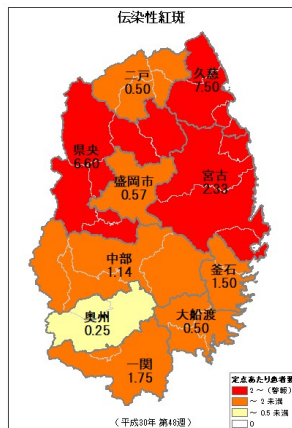 伝染性紅斑
二戸
0.50
久慈
7.50
県央
6.60
盛岡市
0.57
宮古
2.33
中部
1.14
釜石
1.50
奥州
0.25
大船渡
0.50
一関
1.75
定点あたり患者数
2～(警報)
～2未満
～0.5未満
0
(平成30年 第48週)